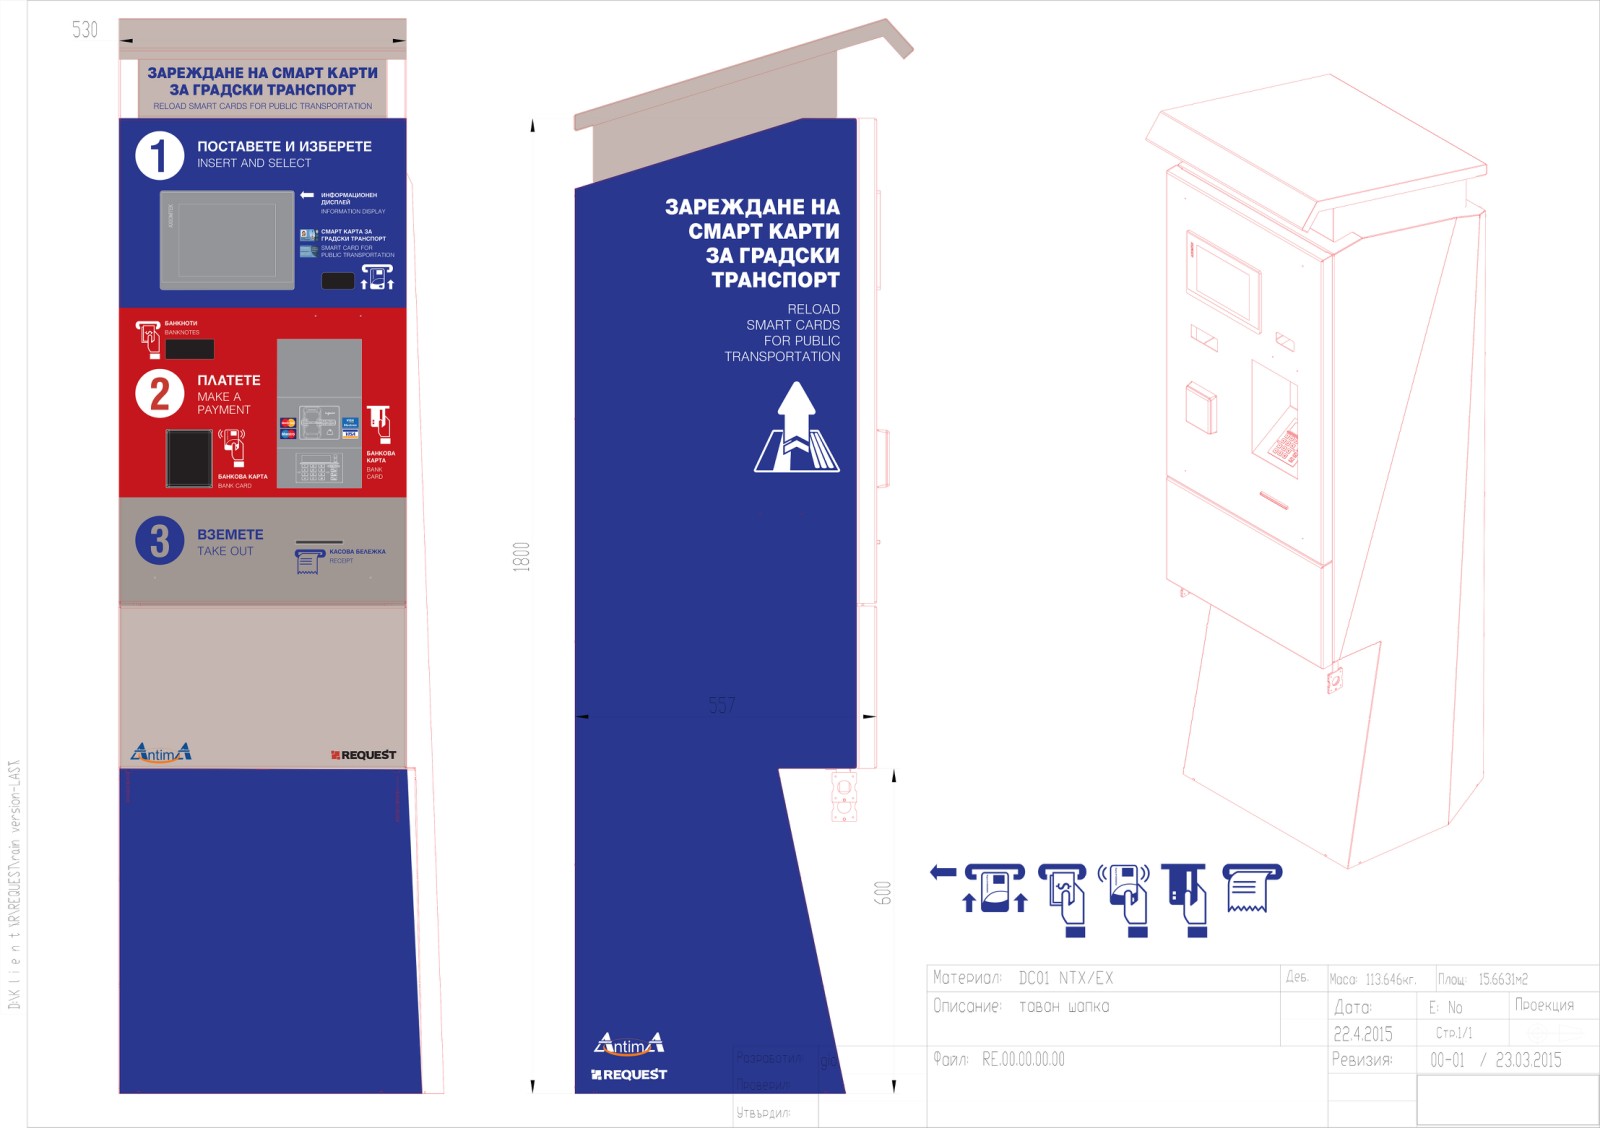 530
ЗАРЕЖДАНЕ НА СМАРТ КАРТИ
ЗА ГРАДСКИ ТРАНСПОРТ
RELOAD SMART CARDS FOR PUBLIC TRANSPORTATION
1
ПОСТАВЕТЕ И ИЗБЕРЕТЕ
INSERT AND SELECT
ИНФОРМАЦИОНЕН
ДИСПЛЕЙ
INFORMATION DISPLAY
СМАРТ КАРТА ЗА
ГРАДСКИ ТРАНСПОРТ
SMART CARD FOR
PUBLIC TRANSPORTATION
БАНКНОТИ
BANKNOTES
2
ПЛАТЕТЕ
MAKE A
PAYMENT
БАНКОВА КАРТА
BANK CARD
VISA
БАНКОВА
КАРТА
BANK
CARD
3
ВЗЕМЕТЕ
TAKE OUT
КАСОВА БЕЛЕЖКА
RECEIPT
AntimA
REQUEST
1800
ЗАРЕЖДАНЕ НА
СМАРТ КАРТИ
ЗА ГРАДСКИ
ТРАНСПОРТ
RELOAD
SMART CARDS
FOR PUBLIC
TRANSPORTATION
557
600
AntimA
REQUEST
D:\Klient\R\REQUEST\rain version-LAST\
Материал: DC01 NTX/EX
Деб.
Маса: 113.646кг.
Площ: 15.6631м2
Описание: таван шапка
Дата:
E: No
Проекция
22.4.2015
Стр.1/1
Разработил:
Файл: RE.00.00.00.00
Ревизия:
00-01 / 23.03.2015
Проверил:
Утвърдил: